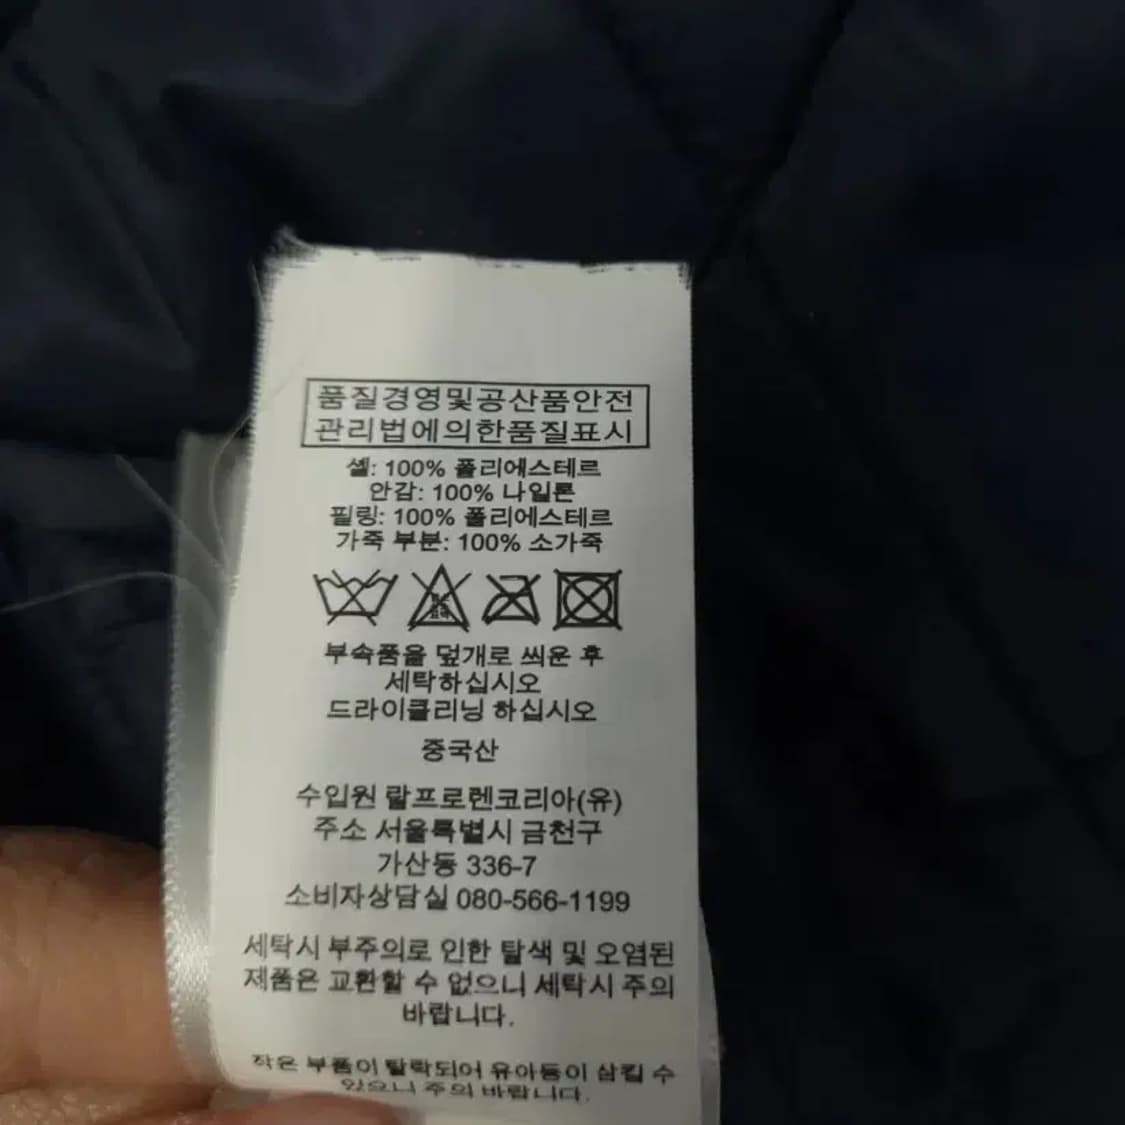 품질경영및공산품안전
관리법에의한품질표시
셸: 100% 폴리에스테르
안감: 100% 나일론
필링: 100% 폴리에스테르
가죽 부분: 100% 소가죽
부속품을 덮개로 씌운 후
세탁하십시오
드라이클리닝 하십시오
중국산
수입원 랄프로렌코리아(유)
주소 서울특별시 금천구
가산동 336-7
소비자상담실 080-566-1199
세탁시 부주의로 인한 탈색 및 오염된
제품은 교환할 수 없으니 세탁시 주의
바랍니다.
작은 부품이 탈락되어 유아등이 삼킬 수
있으니 주의 바랍니다.